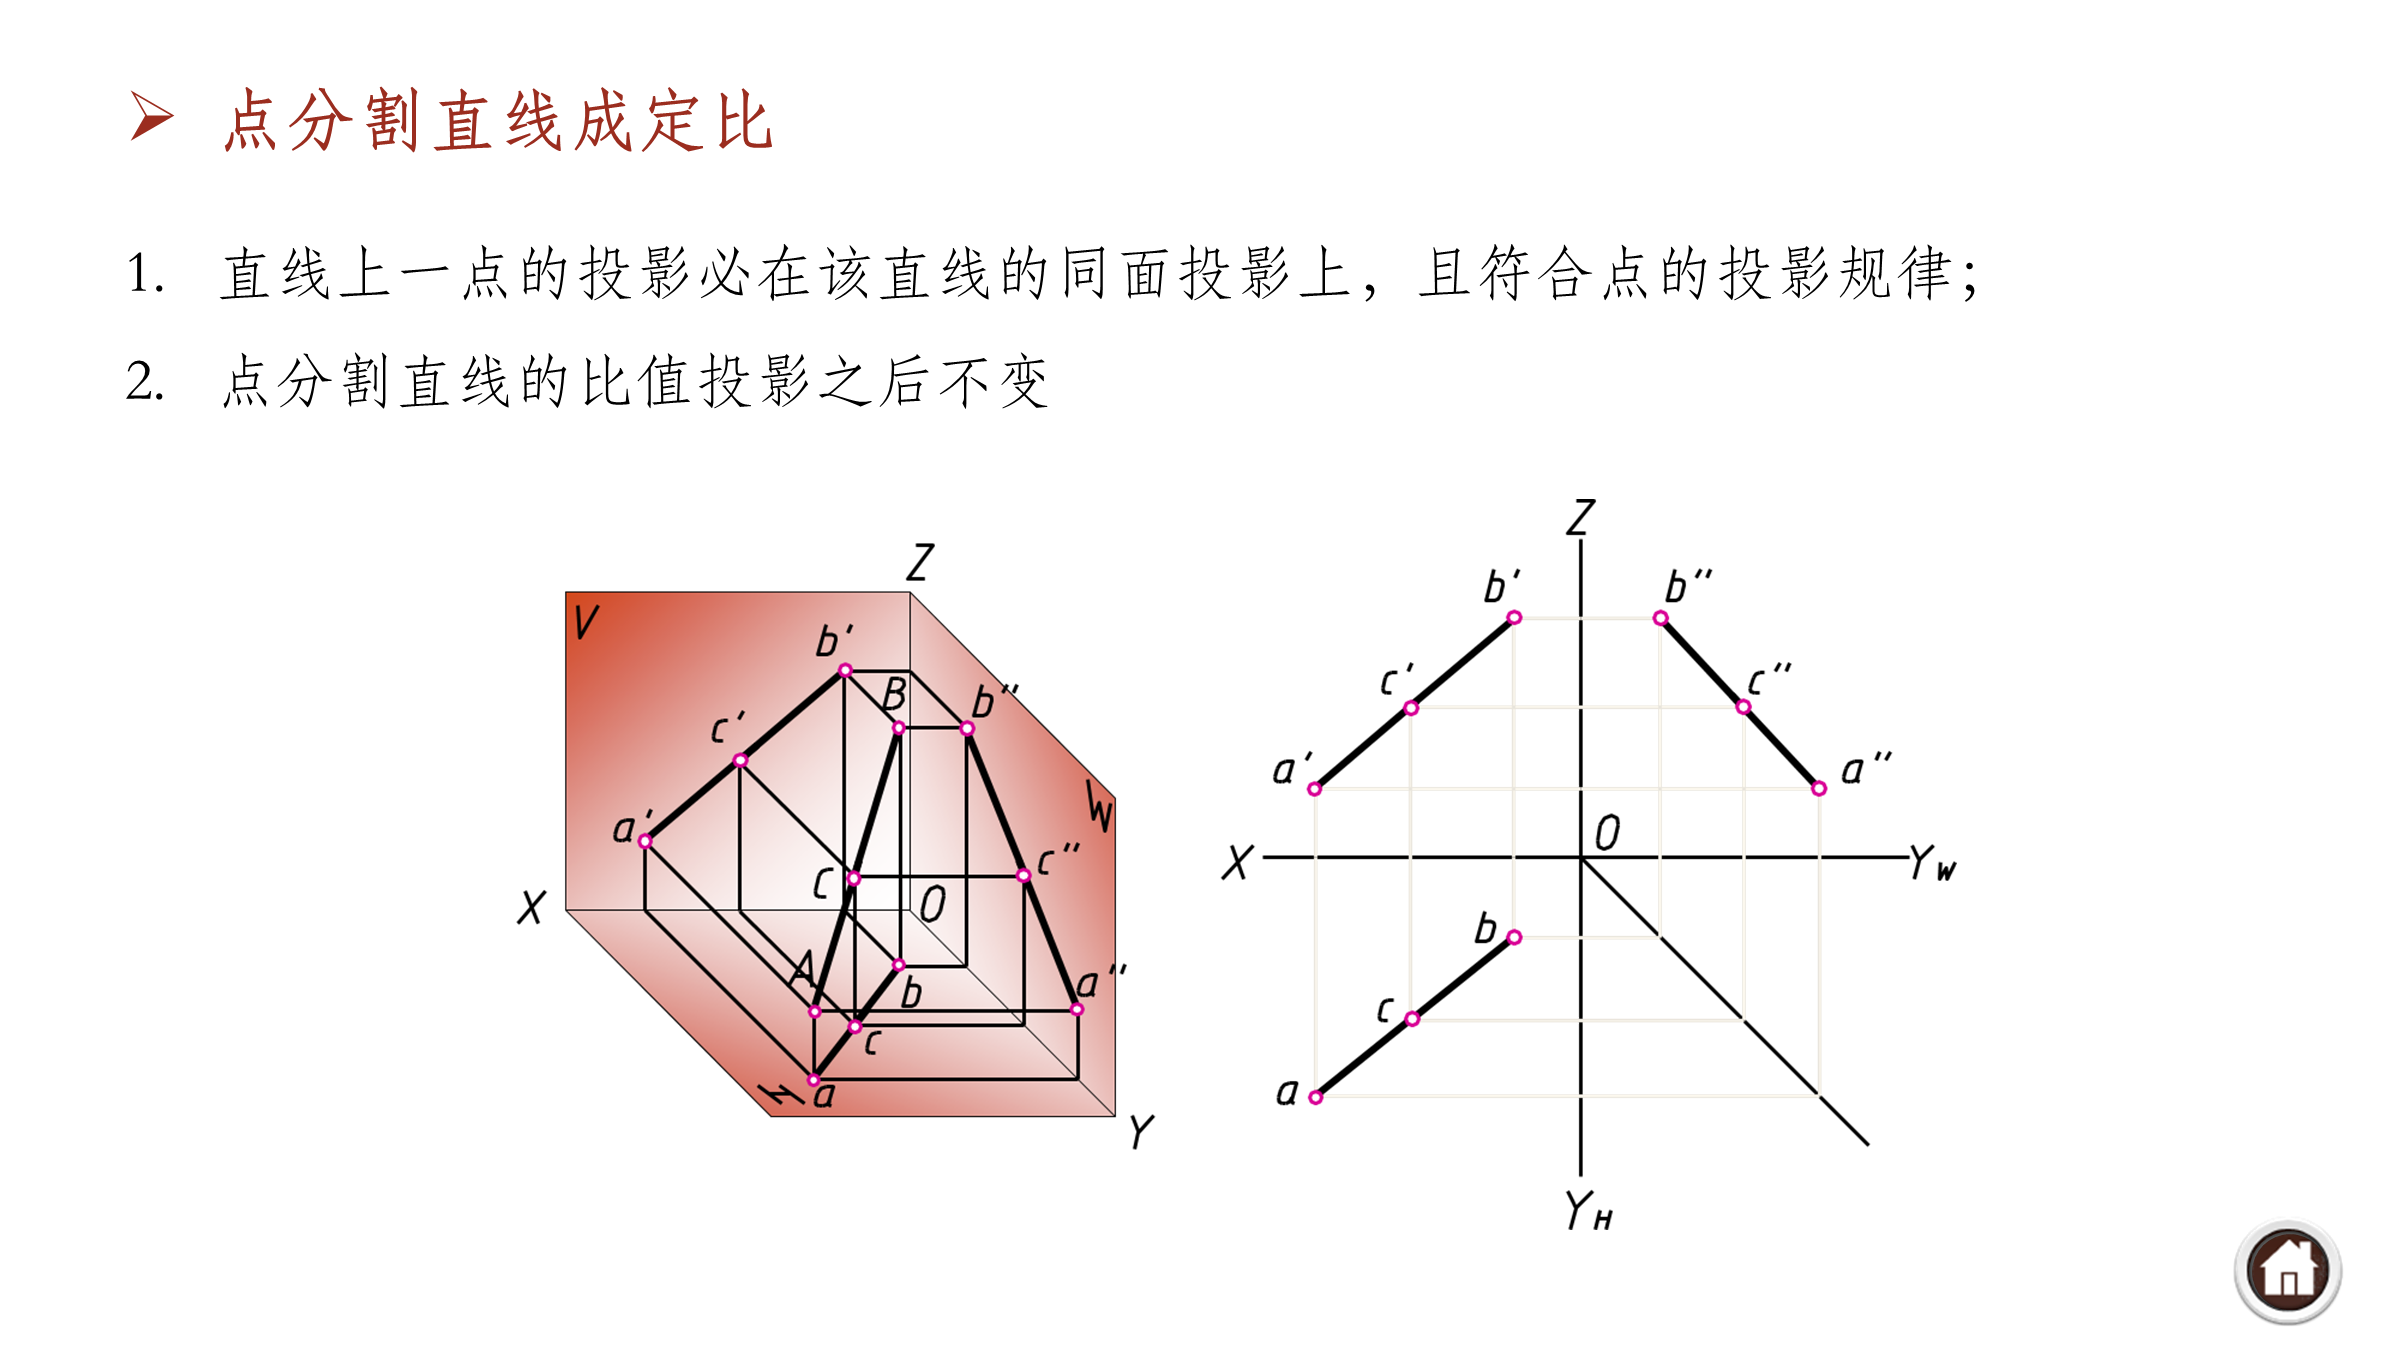 点分割直线成定比
1. 直线上一点的投影必在该直线的同面投影上，且符合点的投影规律；
2. 点分割直线的比值投影之后不变
Z
V
b′
B
b″
c′
W
a′
c″
C
X
O
A
a″
b
c
H
a
Y
Z
b′
b″
c′
c″
a′
a″
O
X
YW
b
c
a
YH